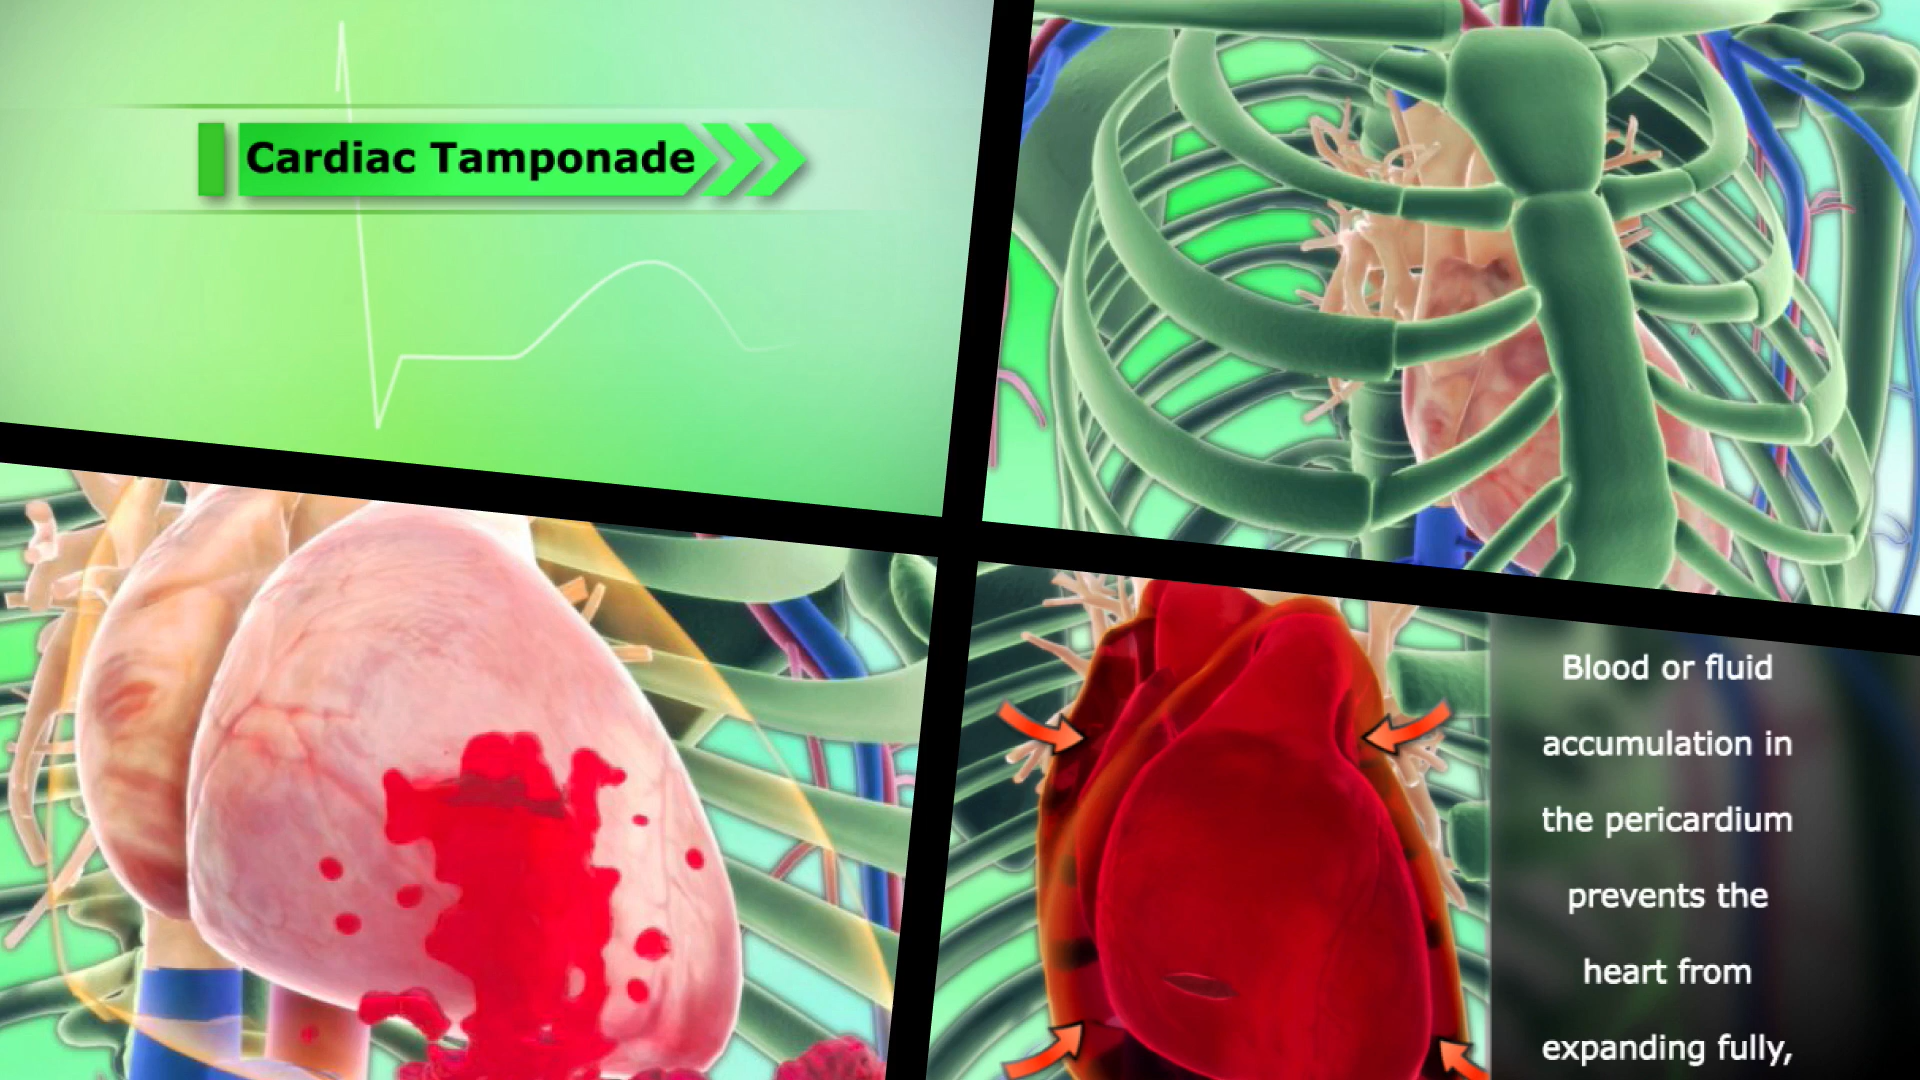 Cardiac Tamponade
Blood or fluid
accumulation in
the pericardium
prevents the
heart from
expanding fully,